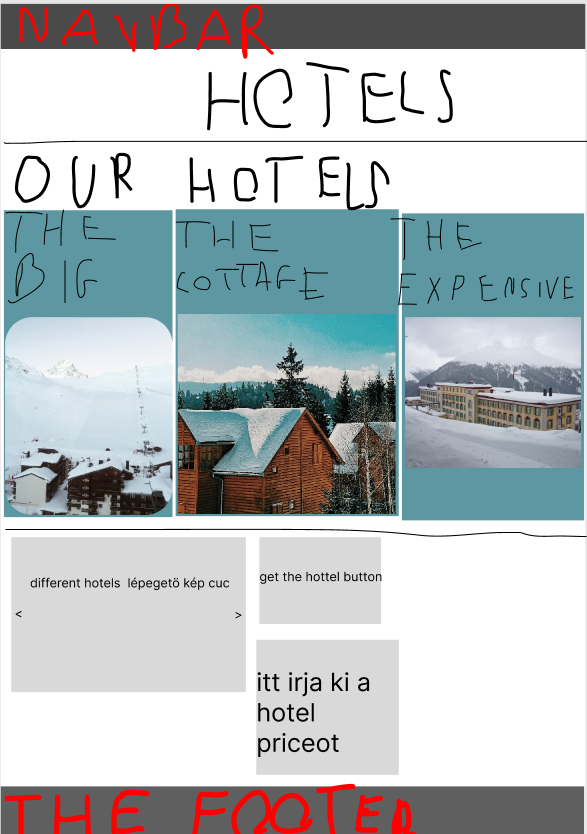 NAVBAR
HOTELS
OUR HOTELS
THE
BIG
THE
COTTAGE
THE
EXPENSIVE
different hotels lépegetö kép cuc
< >
get the hottel button
itt irja ki a
hotel
priceot
THE FOOTER